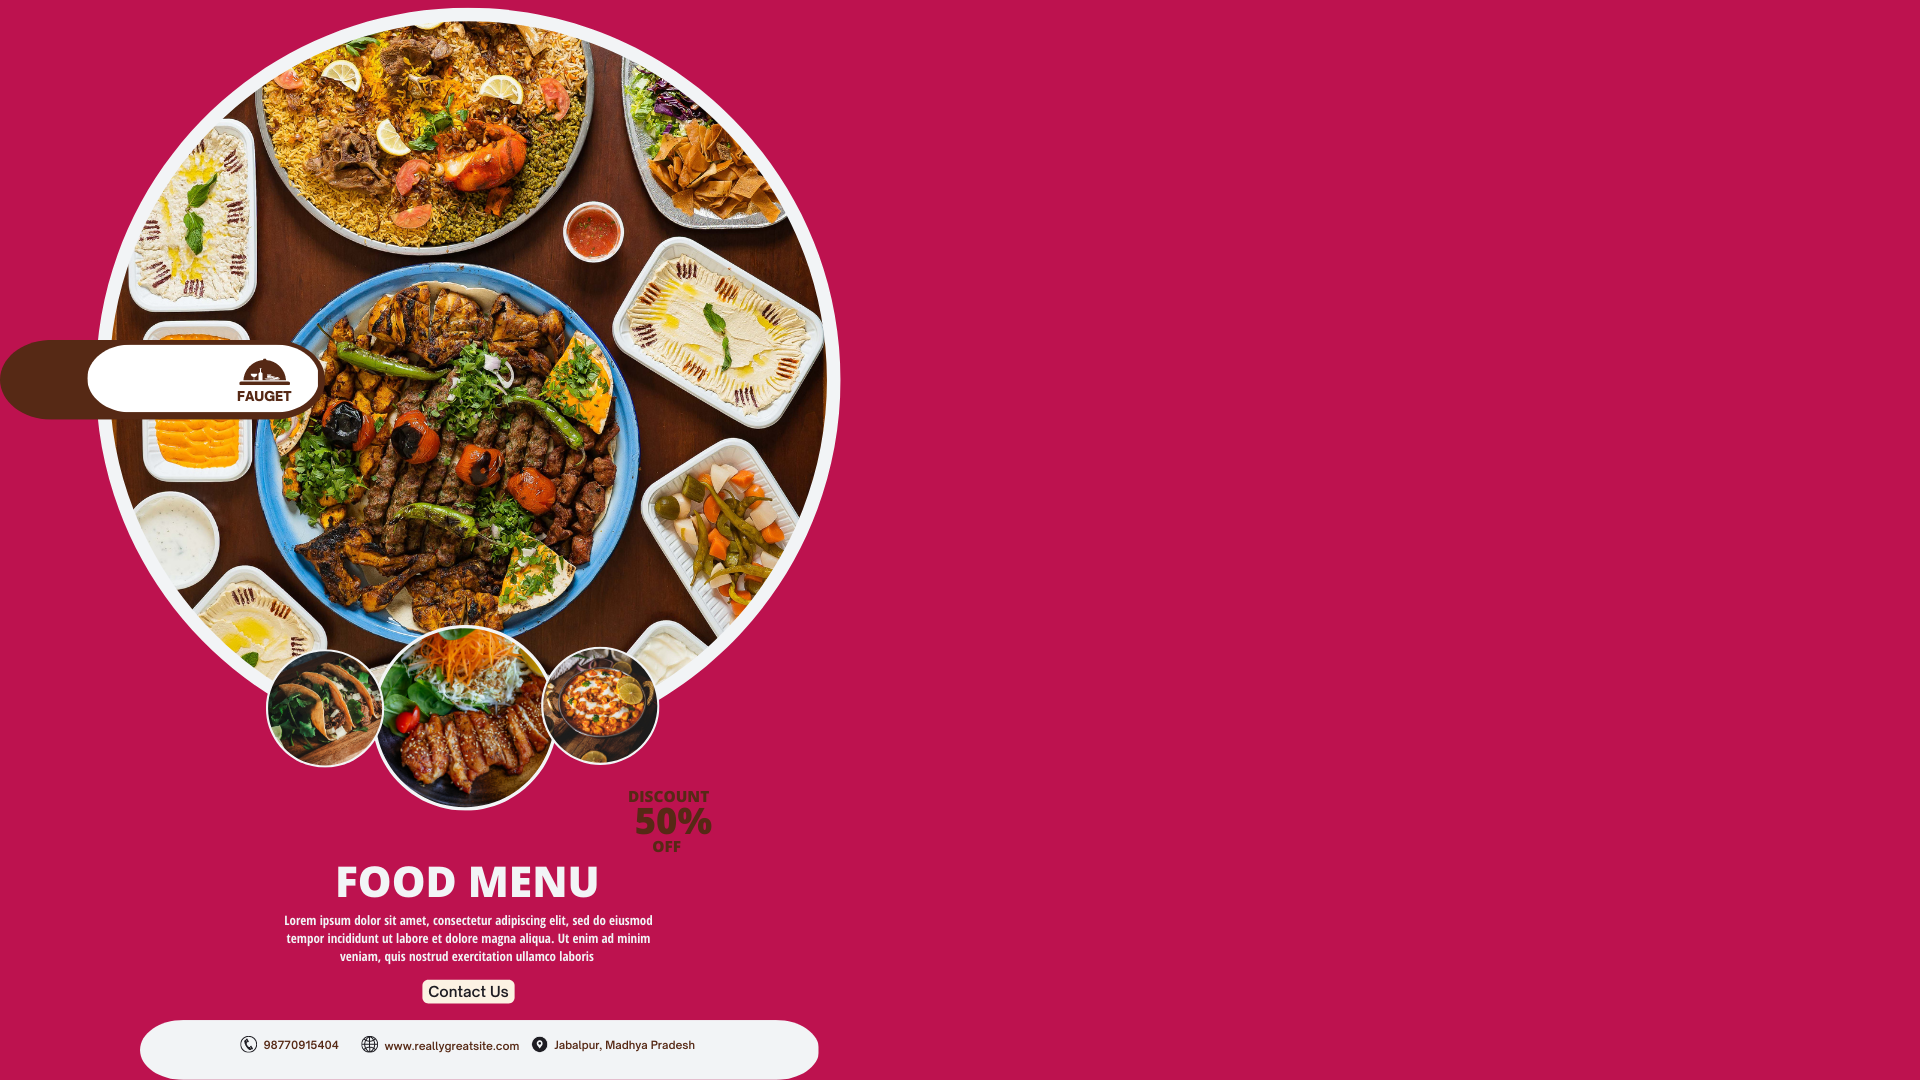 FAUGET
DISCOUNT
50%
OFF
FOOD MENU
Lorem ipsum dolor sit amet, consectetur adipiscing elit, sed do eiusmod
tempor incididunt ut labore et dolore magna aliqua. Ut enim ad minim
veniam, quis nostrud exercitation ullamco laboris
Contact Us
98770915404 www.reallygreatsite.com Jabalpur, Madhya Pradesh